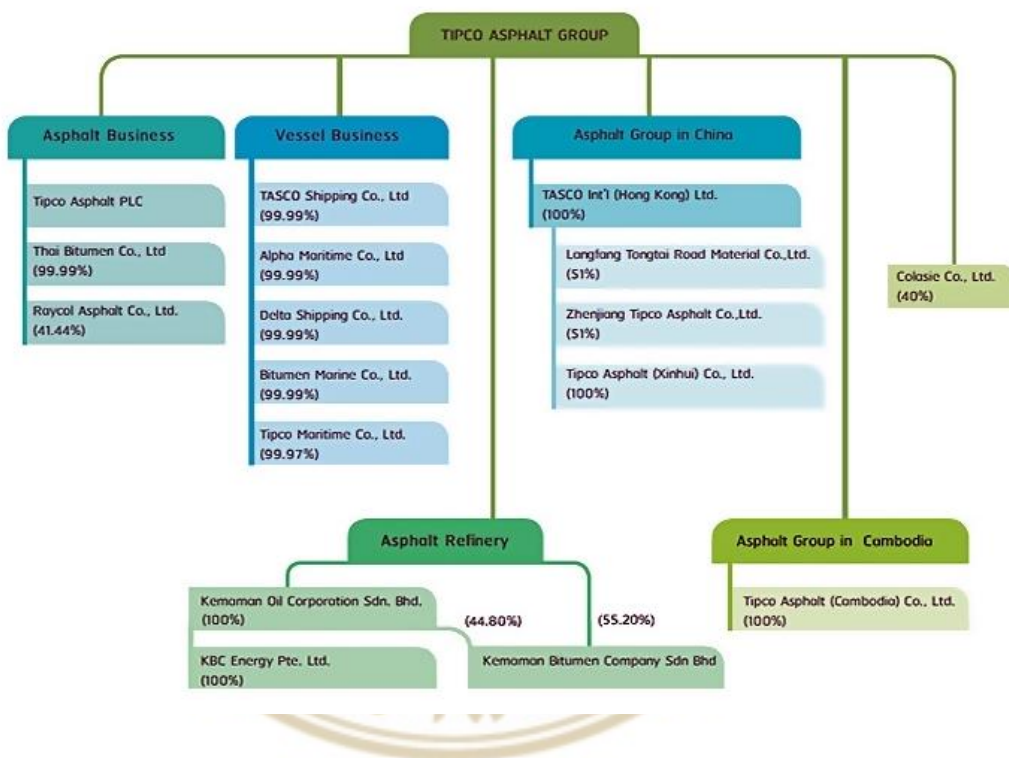 TIPCO ASPHALT GROUP
Asphalt Business
Tipco Asphalt PLC
Thai Bitumen Co., Ltd
(99.99%)
Raycol Asphalt Co., Ltd.
(41.44%)
Vessel Business
TASCO Shipping Co., Ltd
(99.99%)
Alpha Maritime Co., Ltd
(99.99%)
Delta Shipping Co., Ltd.
(99.99%)
Bitumen Marine Co., Ltd.
(99.99%)
Tipco Maritime Co., Ltd.
(99.97%)
Asphalt Group in China
TASCO Int'l (Hong Kong) Ltd.
(100%)
Langfang Tongtai Road Material Co.,Ltd.
(51%)
Zhenjiang Tipco Asphalt Co.,Ltd.
(51%)
Tipco Asphalt (Xinhui) Co., Ltd.
(100%)
Colasie Co., Ltd.
(40%)
Asphalt Refinery
Kemaman Oil Corporation Sdn. Bhd.
(100%)
(44.80%)
(55.20%)
KBC Energy Pte. Ltd.
(100%)
Kemaman Bitumen Company Sdn Bhd
Asphalt Group in Cambodia
Tipco Asphalt (Cambodia) Co., Ltd.
(100%)